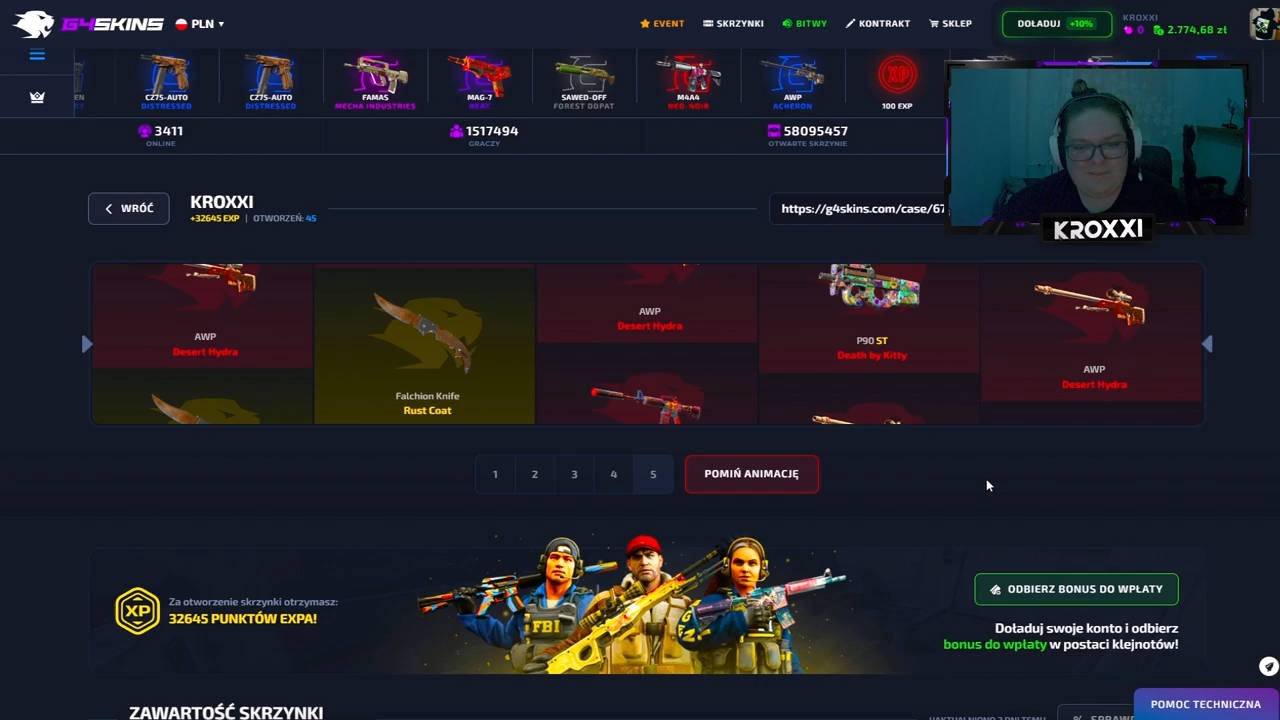 G4SKINS
PLN
EVENT
SKRZYNKI
BITWY
KONTRAKT
SKLEP
DOŁADUJ +10%
KROXXI
0 2.774,68 zł
CZ75-AUTO
DISTRESSED
CZ75-AUTO
DISTRESSED
FAMAS
MECHA INDUSTRIES
MAG-7
HEAT
SAWED-OFF
FOREST DDPAT
M4A4
NEO-NOIR
AWP
ACHERON
XP
100 EXP
3411
ONLINE
1517494
GRACZY
58095457
OTWARTE SKRZYNIE
WRÓĆ
KROXXI
+32645 EXP | OTWORZEŃ: 45
https://g4skins.com/case/67
KROXXI
AWP
Desert Hydra
Falchion Knife
Rust Coat
AWP
Desert Hydra
P90 ST
Death by Kitty
AWP
Desert Hydra
1 2 3 4 5
POMIŃ ANIMACJĘ
XP
Za otworzenie skrzynki otrzymasz:
32645 PUNKTÓW EXPA!
FBI
ODBIERZ BONUS DO WPŁATY
Doładuj swoje konto i odbierz
bonus do wpłaty w postaci klejnotów!
ZAWARTOŚĆ SKRZYNKI
POMOC TECHNICZNA